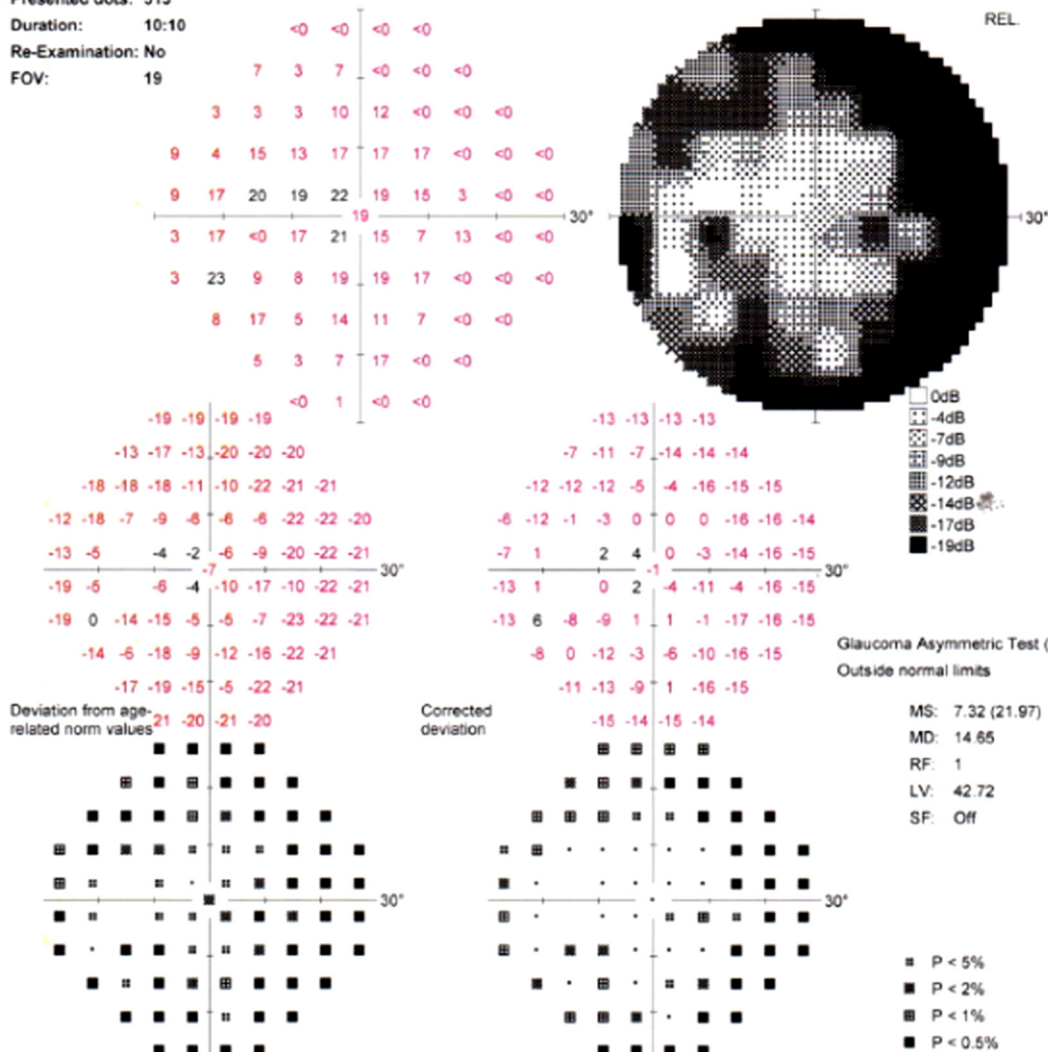 Duration: 10:10
Re-Examination: No
FOV: 19
REL.
<0 <0 <0 <0
7 3 7 <0 <0 <0
3 3 3 10 12 <0 <0 <0
9 4 15 13 17 17 17 <0 <0 <0
9 17 20 19 22 19 15 3 <0 <0
19 30° 30°
3 17 <0 17 21 15 7 13 <0 <0
3 23 9 8 19 19 17 <0 <0 <0
8 17 5 14 11 7 <0 <0
5 3 7 17 <0 <0
<0 1 <0 <0
0dB
-4dB
-7dB
-9dB
-12dB
-14dB
-17dB
-19dB
-19 -19 -19 -19
-13 -17 -13 -20 -20 -20
-18 -18 -18 -11 -10 -22 -21 -21
-12 -18 -7 -9 -6 -6 -6 -22 -22 -20
-13 -5 -4 -2 -6 -9 -20 -22 -21
-7 30°
-19 -5 -6 -4 -10 -17 -10 -22 -21
-19 0 -14 -15 -5 -5 -7 -23 -22 -21
-14 -6 -18 -9 -12 -16 -22 -21
-17 -19 -15 -5 -22 -21
21 -20 -21 -20
Deviation from age-
related norm values
-13 -13 -13 -13
-7 -11 -7 -14 -14 -14
-12 -12 -12 -5 -4 -16 -15 -15
-6 -12 -1 -3 0 0 0 -16 -16 -14
-7 1 2 4 0 -3 -14 -16 -15
-1 30°
-13 1 0 2 -4 -11 -4 -16 -15
-13 6 -8 -9 1 1 -1 -17 -16 -15
-8 0 -12 -3 -6 -10 -16 -15
-11 -13 -9 1 -16 -15
-15 -14 -15 -14
Corrected
deviation
Glaucoma Asymmetric Test (
Outside normal limits
MS: 7.32 (21.97)
MD: 14.65
RF: 1
LV: 42.72
SF: Off
30°
30°
P < 5%
P < 2%
P < 1%
P < 0.5%